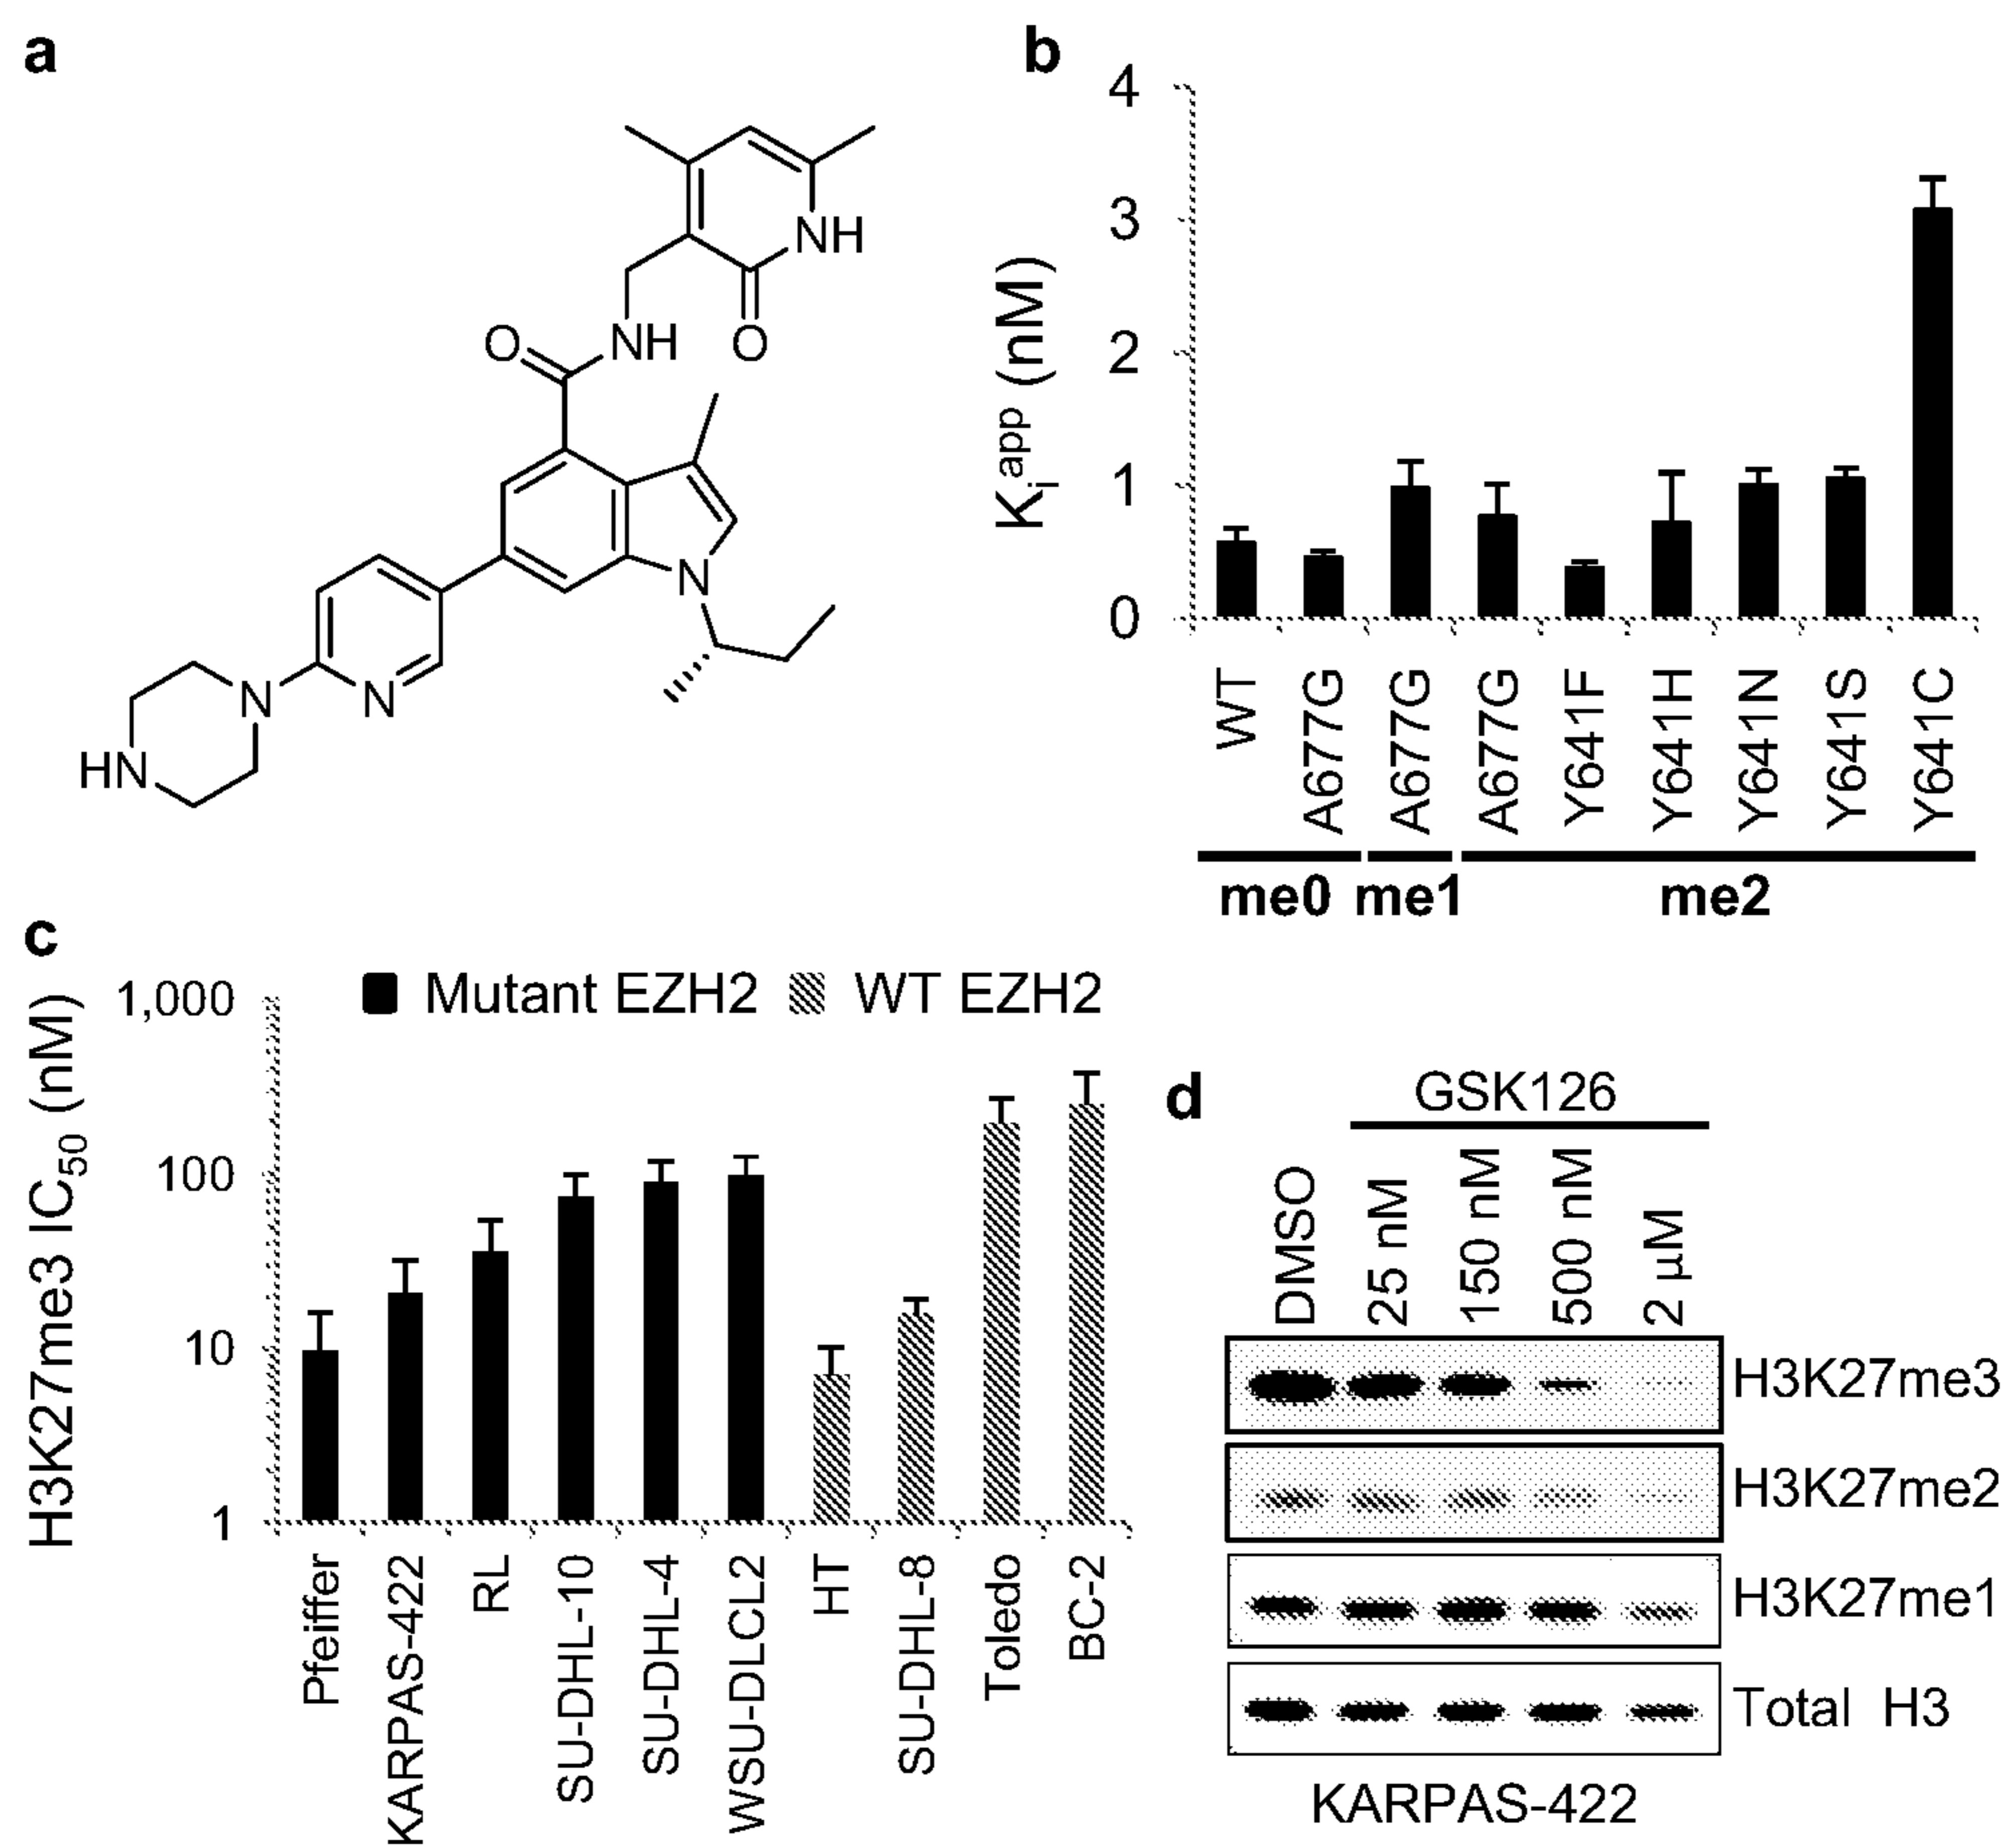 a
NH
O
NH
O
N
N
N
HN
b
K_i^app (nM)
4
3
2
1
0
WT
A677G
A677G
A677G
Y641F
Y641H
Y641N
Y641S
Y641C
me0 me1 me2
c
Mutant EZH2 WT EZH2
H3K27me3 IC50 (nM)
1,000
100
10
1
Pfeiffer
KARPAS-422
RL
SU-DHL-10
SU-DHL-4
WSU-DLCL2
HT
SU-DHL-8
Toledo
BC-2
d
GSK126
DMSO
25 nM
150 nM
500 nM
2 µM
H3K27me3
H3K27me2
H3K27me1
Total H3
KARPAS-422